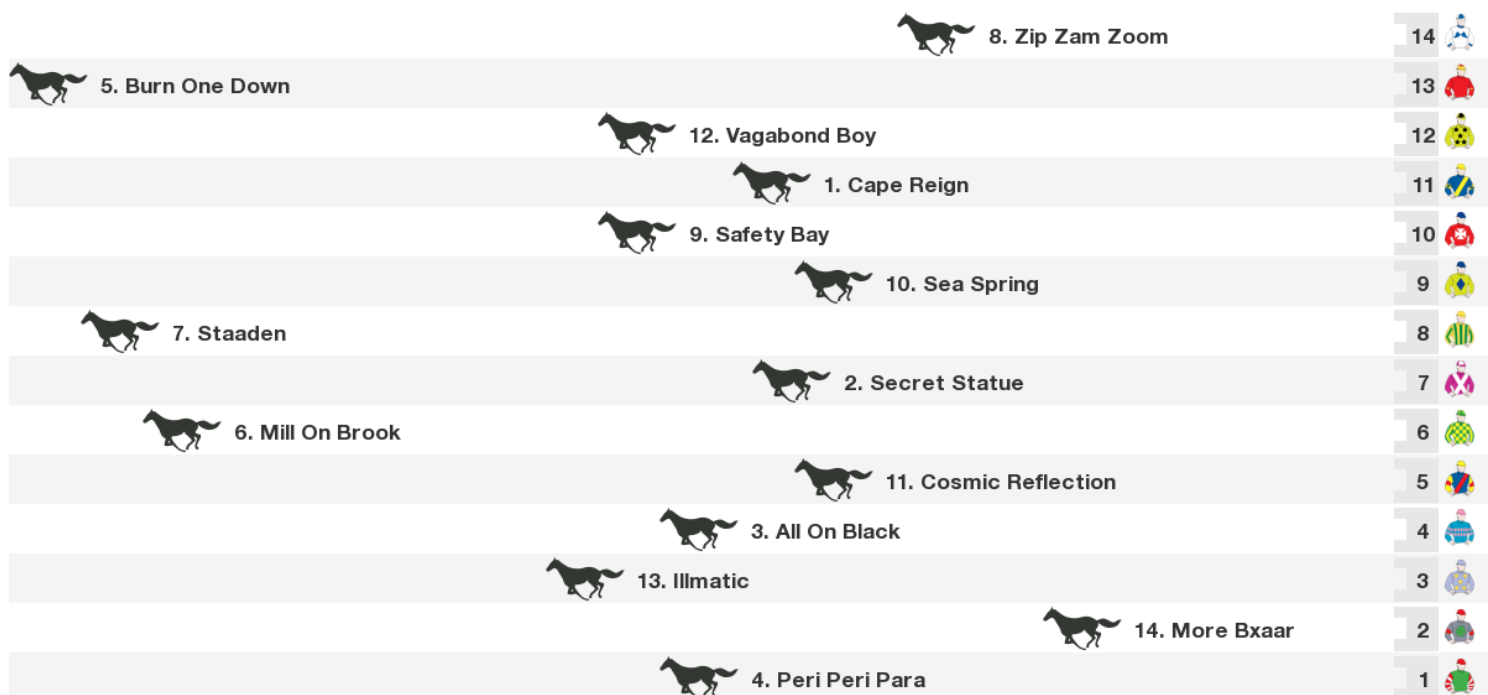 8. Zip Zam Zoom 14
5. Burn One Down 13
12. Vagabond Boy 12
1. Cape Reign 11
9. Safety Bay 10
10. Sea Spring 9
7. Staaden 8
2. Secret Statue 7
6. Mill On Brook 6
11. Cosmic Reflection 5
3. All On Black 4
13. Illmatic 3
14. More Bxaar 2
4. Peri Peri Para 1